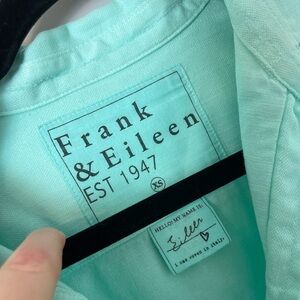 Frank
& Eileen
EST 1947
XS
HELLO! MY NAME IS:
Eileen